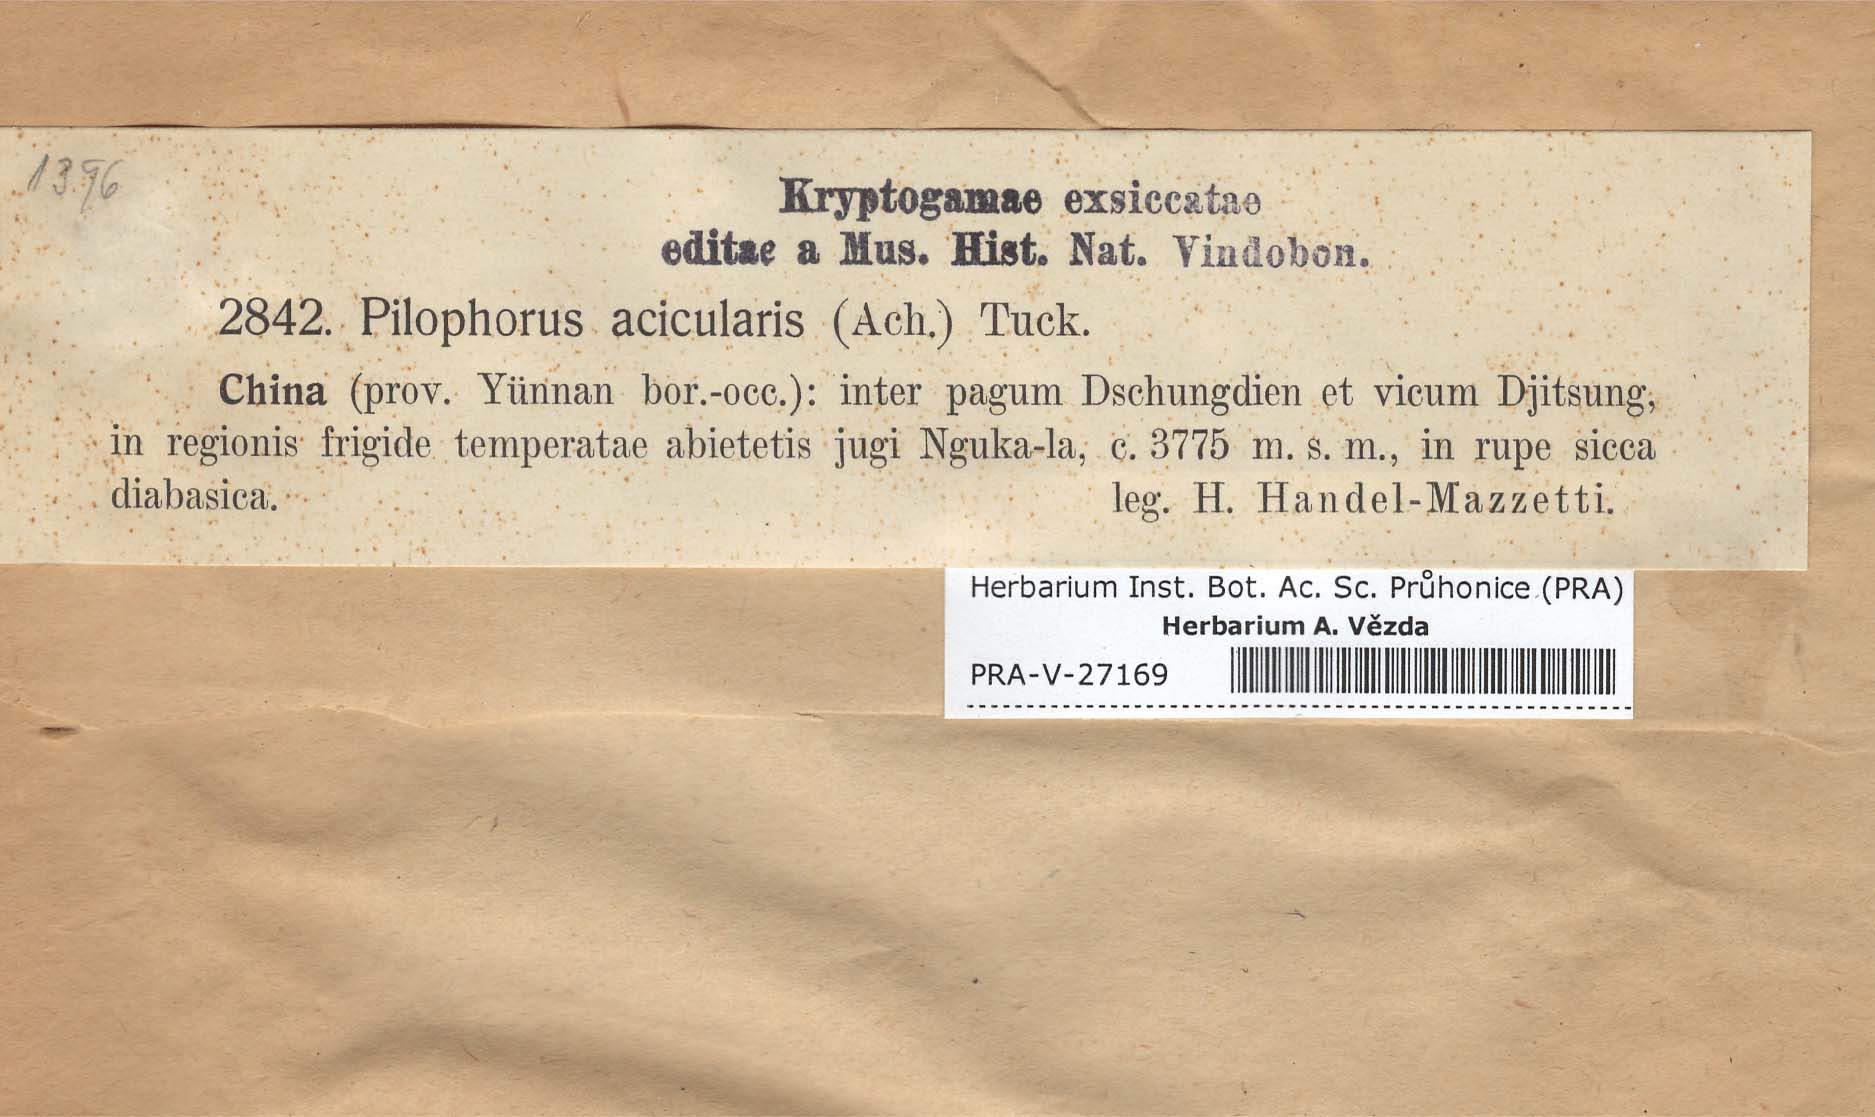 Kryptogamae exsiccatae
editae a Mus. Hist. Nat. Vindobon.
2842. Pilophorus acicularis (Ach.) Tuck.
China (prov. Yünnan bor.-occ.): inter pagum Dschungdien et vicum Djitsung,
in regionis frigide temperatae abietetis jugi Nguka-la, c. 3775 m. s. m., in rupe sicca
diabasica. leg. H. Handel-Mazzetti.
Herbarium Inst. Bot. Ac. Sc. Průhonice (PRA)
Herbarium A. Vězda
PRA-V-27169